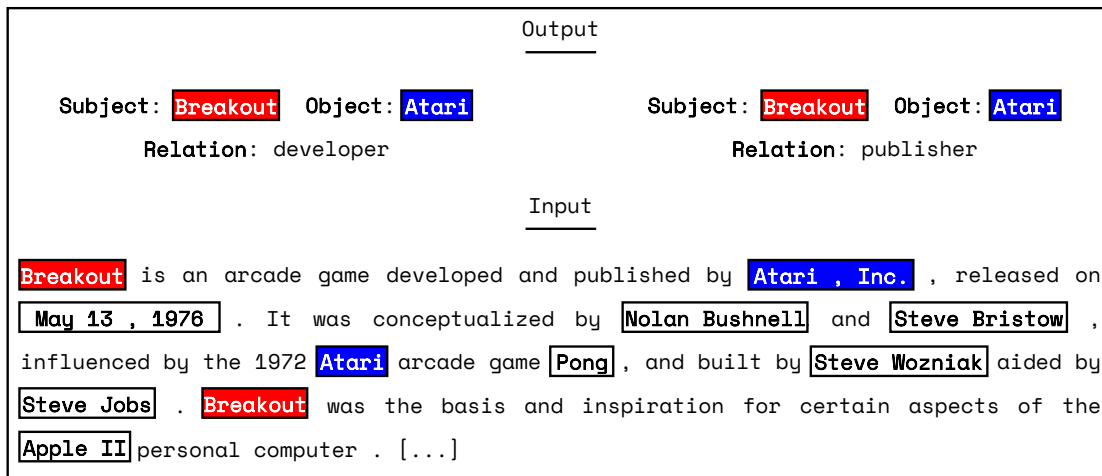 Output
Subject: Breakout Object: Atari Subject: Breakout Object: Atari
Relation: developer Relation: publisher
Input
Breakout is an arcade game developed and published by Atari , Inc. , released on
May 13 , 1976 . It was conceptualized by Nolan Bushnell and Steve Bristow ,
influenced by the 1972 Atari arcade game Pong , and built by Steve Wozniak aided by
Steve Jobs . Breakout was the basis and inspiration for certain aspects of the
Apple II personal computer . [...]